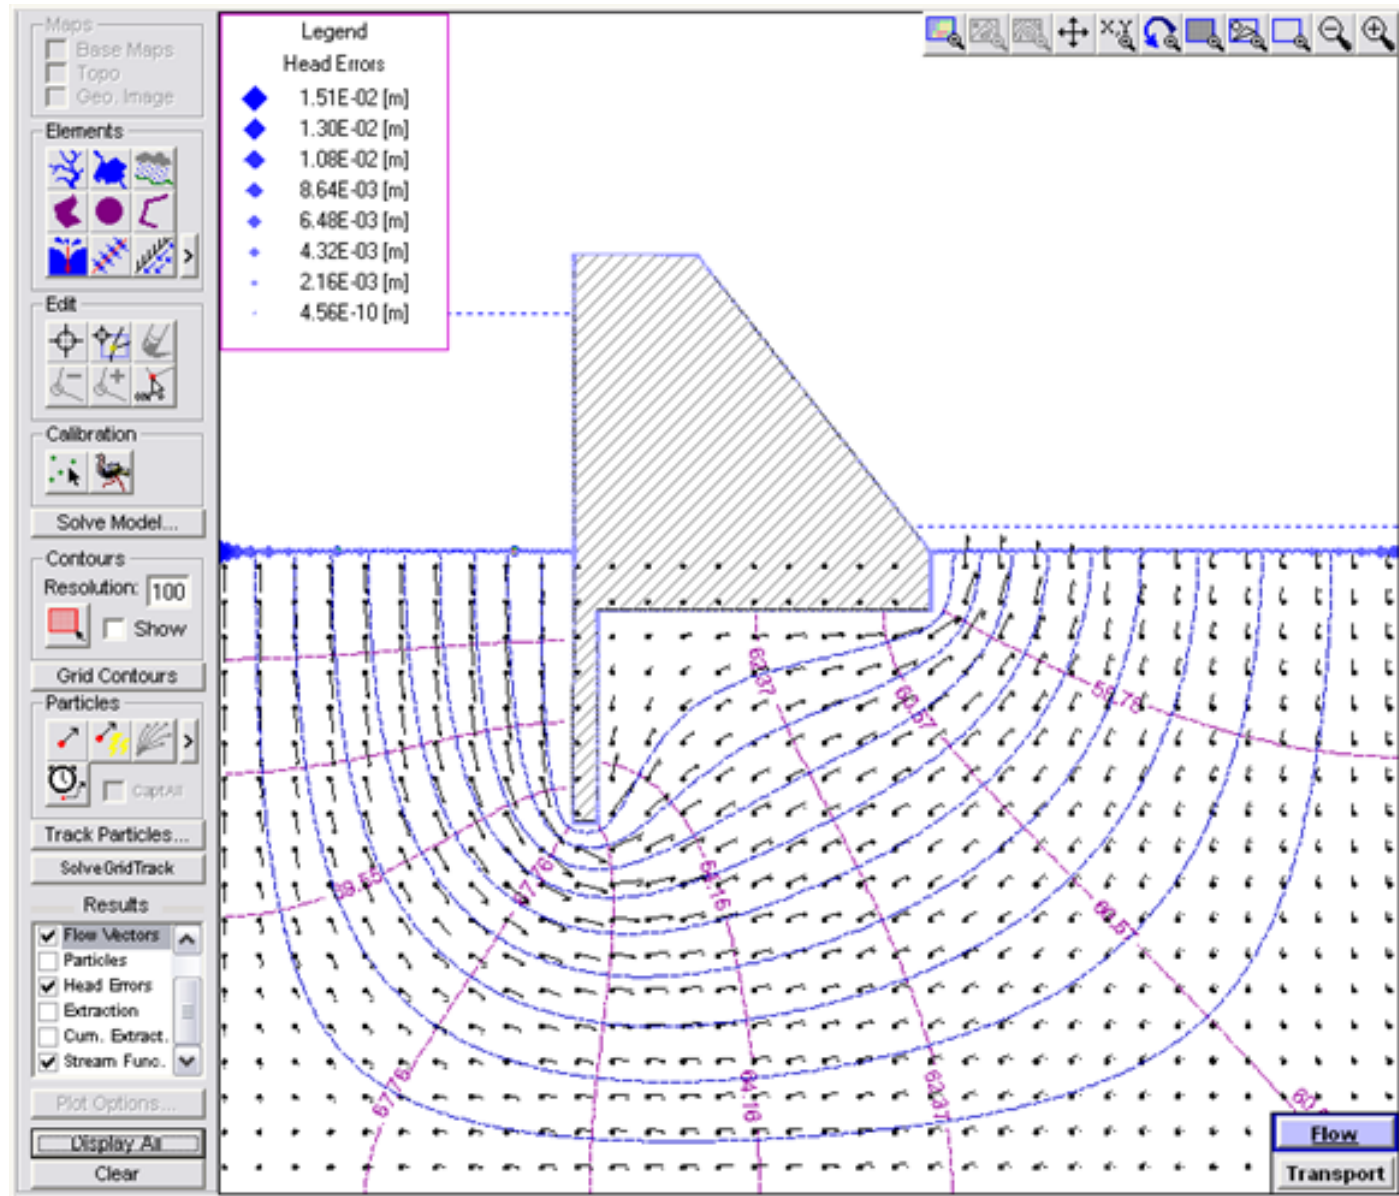 Maps
Base Maps
Topo
Geo. Image
Elements
>
Edit
Calibration
Solve Model...
Contours
Resolution: 100
Show
Grid Contours
Particles
>
Capt All
Track Particles...
Solve Grid Track
Results
Flow Vectors
Particles
Head Errors
Extraction
Cum. Extract.
Stream Func.
Plot Options...
Display All
Clear
Legend
Head Errors
1.51E-02 [m]
1.30E-02 [m]
1.08E-02 [m]
8.64E-03 [m]
6.48E-03 [m]
4.32E-03 [m]
2.16E-03 [m]
4.56E-10 [m]
X,Y
62.37
60.57
58.78
67.76
64.16
60.57
67.76
64.16
62.37
Flow
Transport